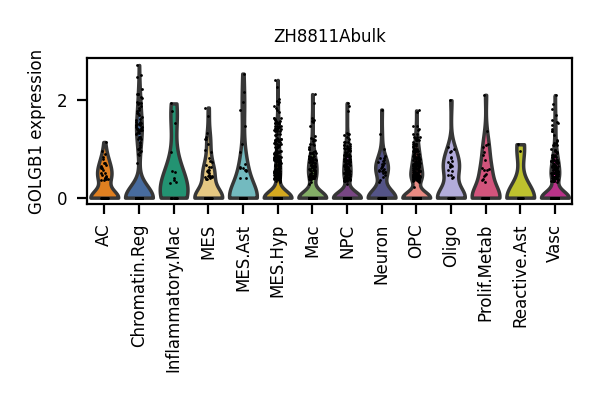 ZH8811Abulk
GOLGB1 expression
2
0
AC
Chromatin.Reg
Inflammatory.Mac
MES
MES.Ast
MES.Hyp
Mac
NPC
Neuron
OPC
Oligo
Prolif.Metab
Reactive.Ast
Vasc